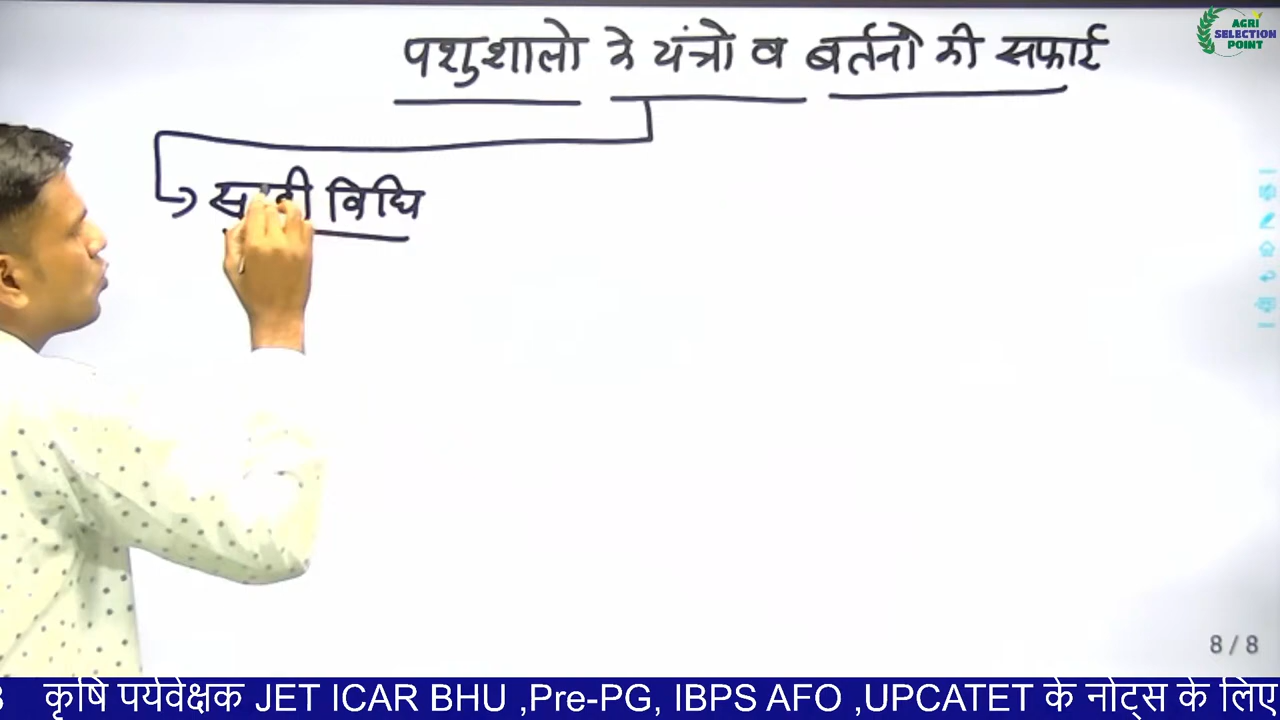 पशुशालो के यंत्रो व बर्तनो की सफाई
AGRI
SELECTION
POINT
विधि
8 / 8
कृषि पर्यवेक्षक JET ICAR BHU ,Pre-PG, IBPS AFO ,UPCATET के नोट्स के लिए